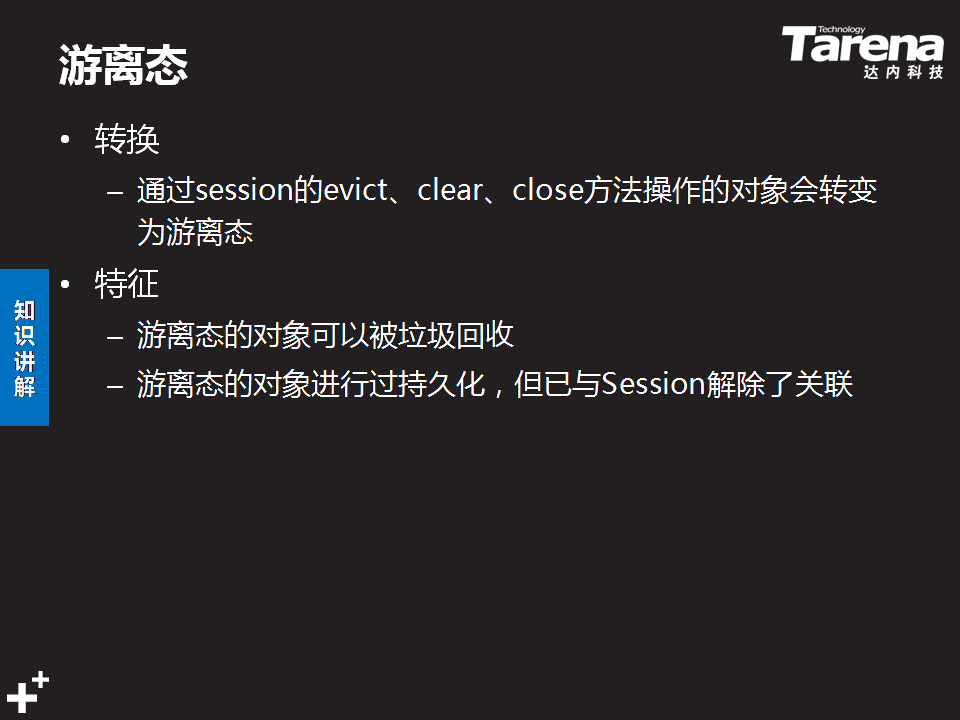 游离态
Technology
Tarena
达内科技
• 转换
– 通过session的evict、clear、close方法操作的对象会转变
为游离态
• 特征
– 游离态的对象可以被垃圾回收
– 游离态的对象进行过持久化，但已与Session解除了关联
知
识
讲
解